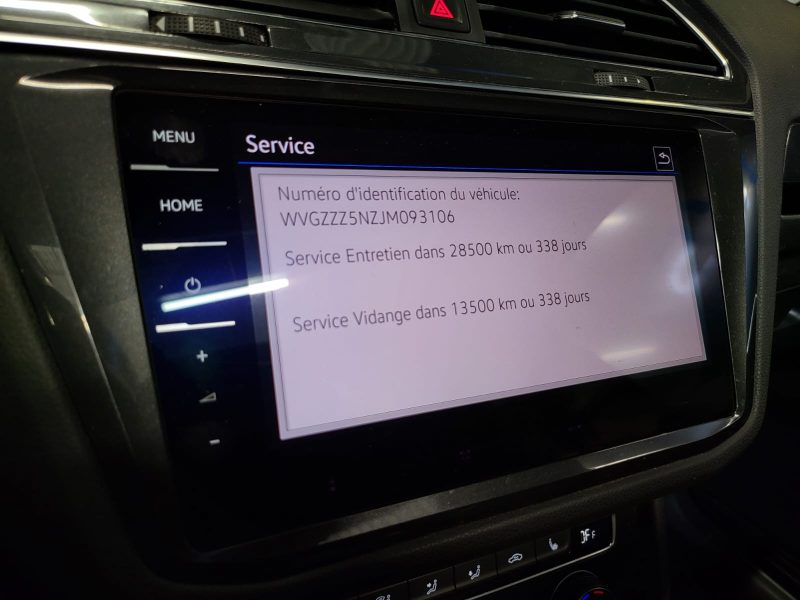 MENU
Service
HOME
Numéro d'identification du véhicule:
WVGZZZ5NZJM093106
Service Entretien dans 28500 km ou 338 jours
Service Vidange dans 13500 km ou 338 jours
+
-